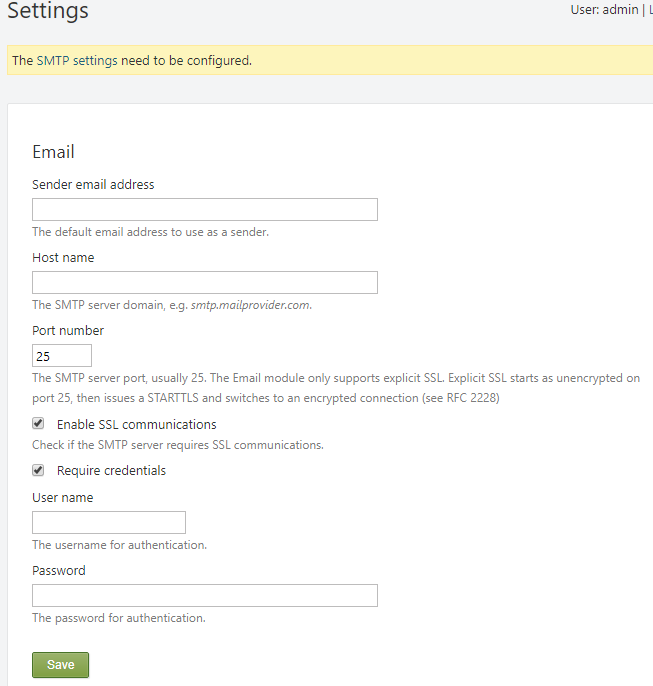 Settings
User: admin |
The SMTP settings need to be configured.
Email
Sender email address
The default email address to use as a sender.
Host name
The SMTP server domain, e.g. smtp.mailprovider.com.
Port number
25
The SMTP server port, usually 25. The Email module only supports explicit SSL. Explicit SSL starts as unencrypted on
port 25, then issues a STARTTLS and switches to an encrypted connection (see RFC 2228)
Enable SSL communications
Check if the SMTP server requires SSL communications.
Require credentials
User name
The username for authentication.
Password
The password for authentication.
Save